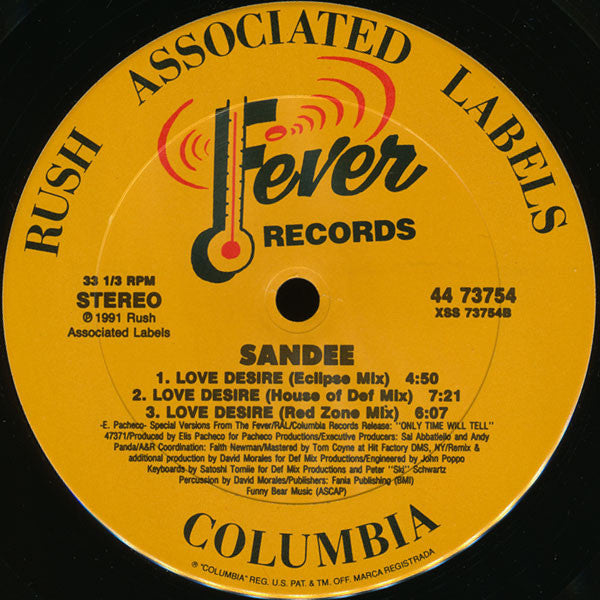 RUSH ASSOCIATED LABELS
Fever
RECORDS
33 1/3 RPM
STEREO
℗ 1991 Rush
Associated Labels
44 73754
XSS 73754B
SANDEE
1. LOVE DESIRE (Eclipse Mix) 4:50
2. LOVE DESIRE (House of Def Mix) 7:21
3. LOVE DESIRE (Red Zone Mix) 6:07
-E. Pacheco- Special Versions From The Fever/RAL/Columbia Records Release: "ONLY TIME WILL TELL"
47371/Produced by Elis Pacheco for Pacheco Productions/Executive Producers: Sal Abbatiello and Andy
Panda/A&R Coordination: Faith Newman/Mastered by Tom Coyne at Hit Factory DMS, NY/Remix &
additional production by David Morales for Def Mix Productions/Engineered by John Poppo
Keyboards by Satoshi Tomiie for Def Mix Productions and Peter "Ski" Schwartz
Percussion by David Morales/Publishers: Fania Publishing (BMI)
Funny Bear Music (ASCAP)
COLUMBIA
® "COLUMBIA" REG. U.S. PAT. & TM. OFF. MARCA REGISTRADA